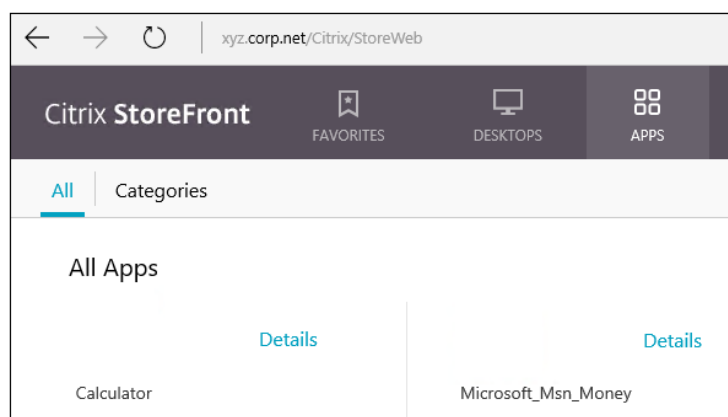 xyz.corp.net/Citrix/StoreWeb
Citrix StoreFront
FAVORITES
DESKTOPS
APPS
All
Categories
All Apps
Details
Details
Calculator
Microsoft_Msn_Money